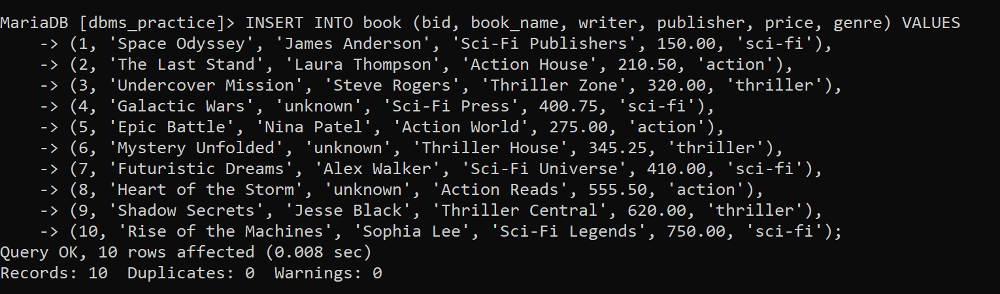 MariaDB [dbms_practice]> INSERT INTO book (bid, book_name, writer, publisher, price, genre) VALUES
    -> (1, 'Space Odyssey', 'James Anderson', 'Sci-Fi Publishers', 150.00, 'sci-fi'),
    -> (2, 'The Last Stand', 'Laura Thompson', 'Action House', 210.50, 'action'),
    -> (3, 'Undercover Mission', 'Steve Rogers', 'Thriller Zone', 320.00, 'thriller'),
    -> (4, 'Galactic Wars', 'unknown', 'Sci-Fi Press', 400.75, 'sci-fi'),
    -> (5, 'Epic Battle', 'Nina Patel', 'Action World', 275.00, 'action'),
    -> (6, 'Mystery Unfolded', 'unknown', 'Thriller House', 345.25, 'thriller'),
    -> (7, 'Futuristic Dreams', 'Alex Walker', 'Sci-Fi Universe', 410.00, 'sci-fi'),
    -> (8, 'Heart of the Storm', 'unknown', 'Action Reads', 555.50, 'action'),
    -> (9, 'Shadow Secrets', 'Jesse Black', 'Thriller Central', 620.00, 'thriller'),
    -> (10, 'Rise of the Machines', 'Sophia Lee', 'Sci-Fi Legends', 750.00, 'sci-fi');
Query OK, 10 rows affected (0.008 sec)
Records: 10  Duplicates: 0  Warnings: 0